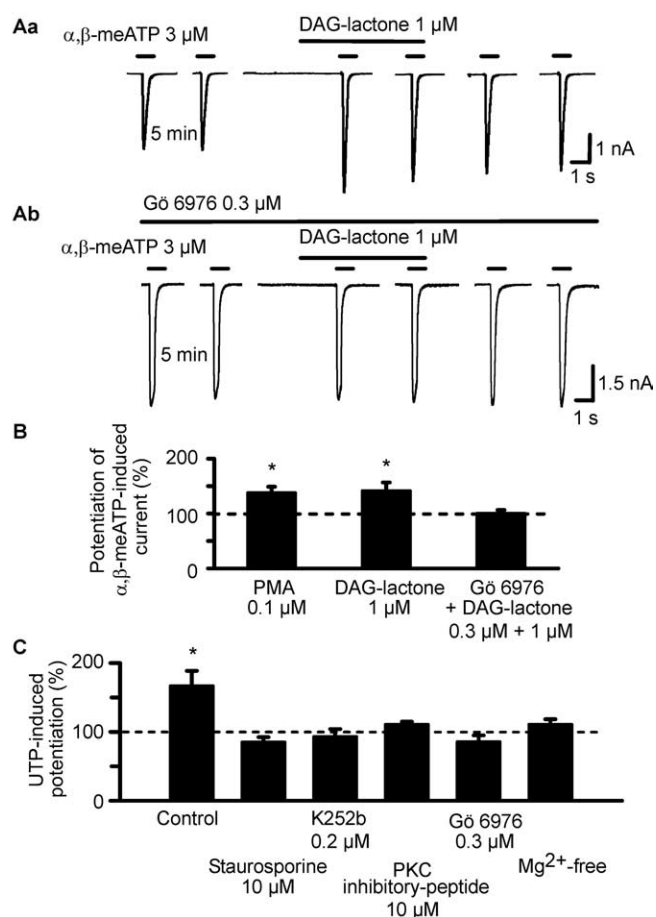 Aa
DAG-lactone 1 µM
α,β-meATP 3 µM
5 min
1 nA
1 s
Ab
Gö 6976 0.3 µM
DAG-lactone 1 µM
α,β-meATP 3 µM
5 min
1.5 nA
1 s
B
Potentiation of
α,β-meATP-induced
current (%)
200
100
0
*
*
PMA
0.1 µM
DAG-lactone
1 µM
Gö 6976
+ DAG-lactone
0.3 µM + 1 µM
C
UTP-induced
potentiation (%)
200
100
0
*
Control
Staurosporine
10 µM
K252b
0.2 µM
PKC
inhibitory-peptide
10 µM
Gö 6976
0.3 µM
Mg2+-free